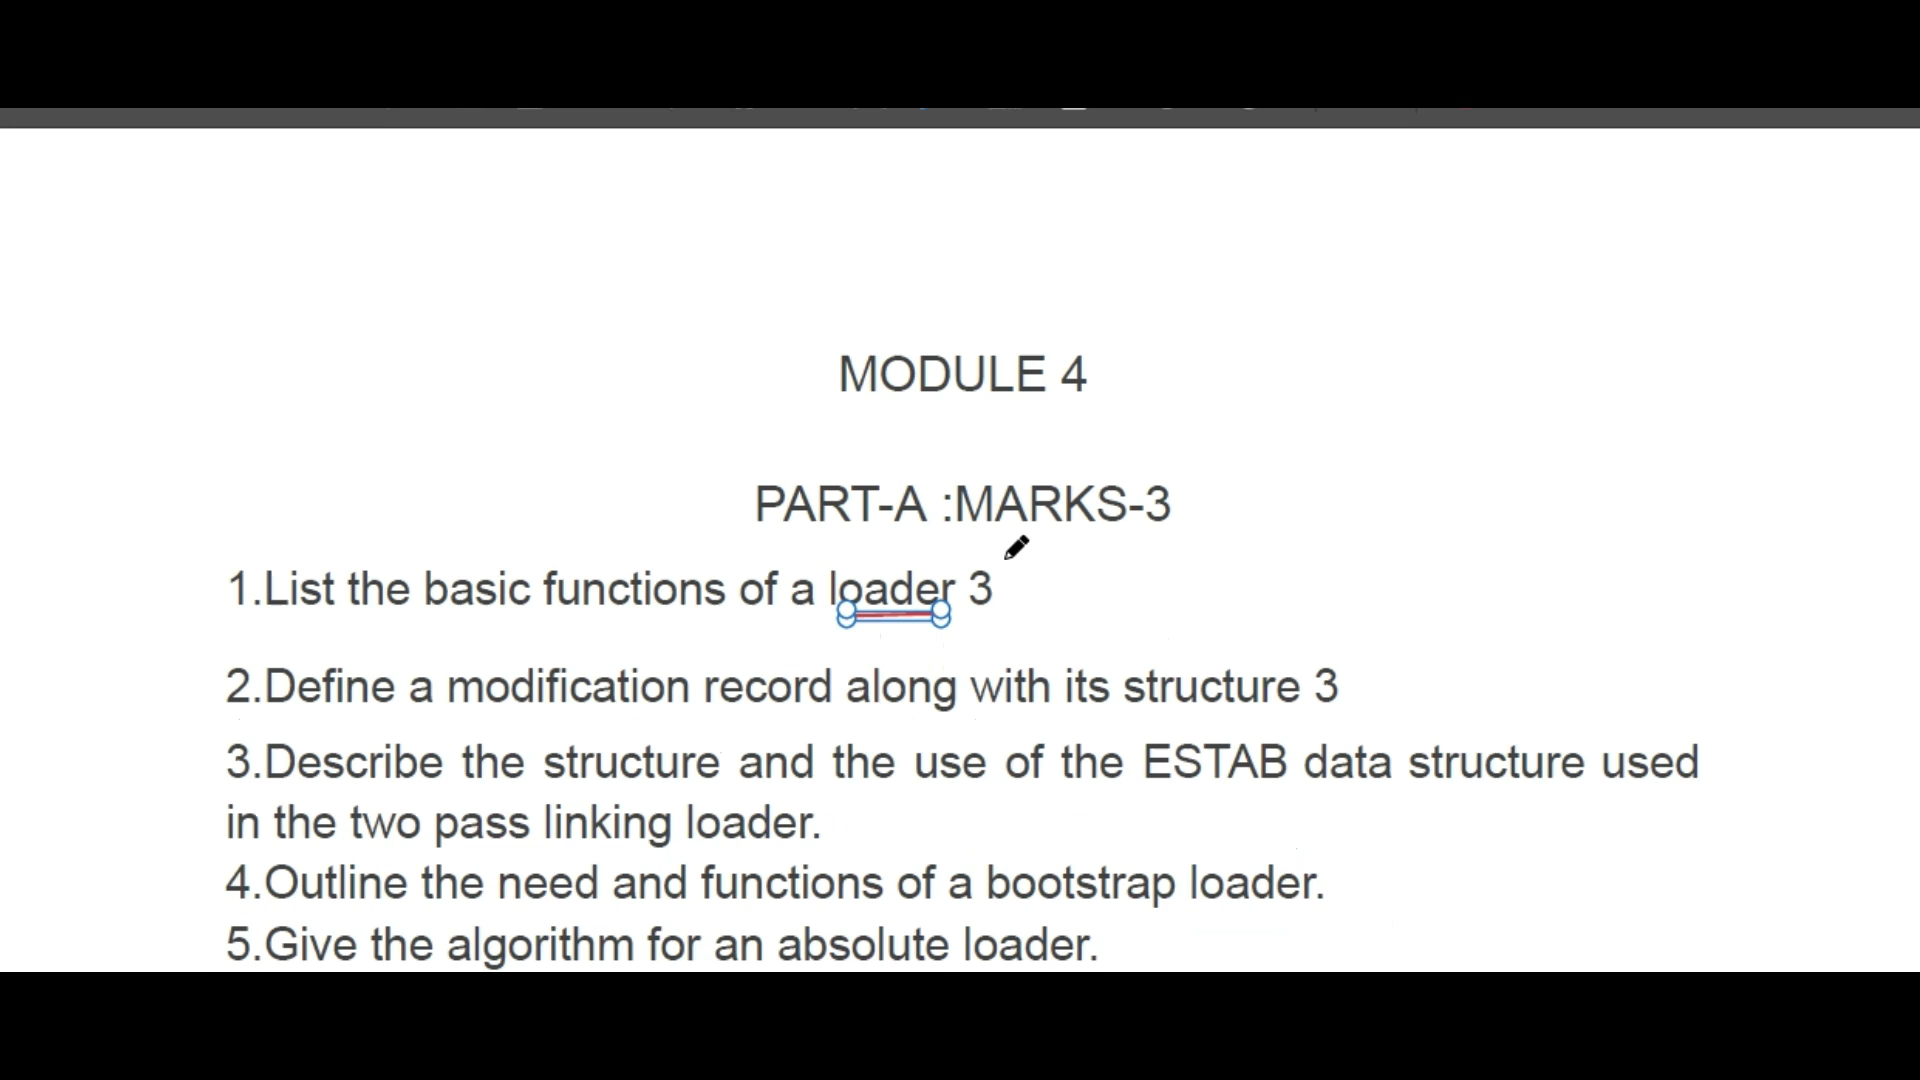 MODULE 4
PART-A :MARKS-3
1.List the basic functions of a loader 3
2.Define a modification record along with its structure 3
3.Describe the structure and the use of the ESTAB data structure used
in the two pass linking loader.
4.Outline the need and functions of a bootstrap loader.
5.Give the algorithm for an absolute loader.